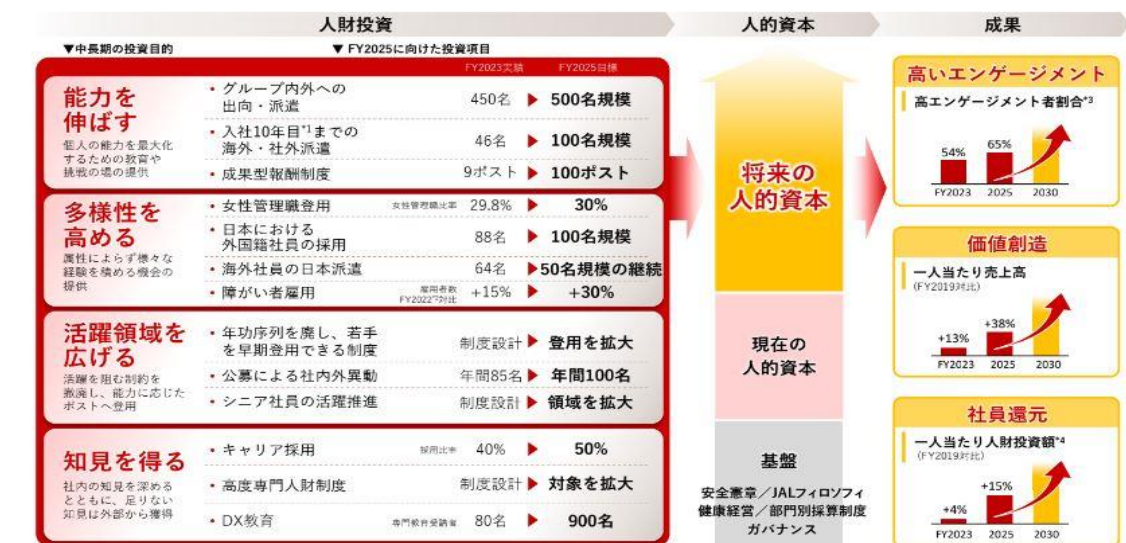 人財投資
人的資本
成果
▼中長期の投資目的
▼ FY2025に向けた投資項目
FY2023実績 FY2025目標
能力を
伸ばす
個人の能力を最大化
するための教育や
挑戦の場の提供
• グループ内外への
出向・派遣
450名 ▶ 500名規模
• 入社10年目*1までの
海外・社外派遣
46名 ▶ 100名規模
• 成果型報酬制度
9ポスト ▶ 100ポスト
多様性を
高める
属性によらず様々な
経験を積める機会の
提供
• 女性管理職登用 女性管理職比率 29.8% ▶ 30%
• 日本における
外国籍社員の採用
88名 ▶ 100名規模
• 海外社員の日本派遣 64名 ▶ 50名規模の継続
• 障がい者雇用
雇用者数
FY2022 対比
+15% ▶ +30%
活躍領域を
広げる
活躍を阻む制約を
撤廃し、能力に応じた
ポストへ登用
• 年功序列を廃し、若手
を早期登用できる制度
制度設計 ▶ 登用を拡大
• 公募による社内外異動 年間85名 ▶ 年間100名
• シニア社員の活躍推進 制度設計 ▶ 領域を拡大
知見を得る
社内の知見を深める
とともに、足りない
知見は外部から獲得
• キャリア採用 採用比率 40% ▶ 50%
• 高度専門人財制度 制度設計 ▶ 対象を拡大
• DX教育 専門教育受講者 80名 ▶ 900名
将来の
人的資本
現在の
人的資本
基盤
安全憲章／JALフィロソフィ
健康経営／部門別採算制度
ガバナンス
高いエンゲージメント
高エンゲージメント者割合*3
54% 65%
FY2023 2025 2030
価値創造
一人当たり売上高
(FY2019対比)
+13% +38%
FY2023 2025 2030
社員還元
一人当たり人財投資額*4
(FY2019対比)
+4% +15%
FY2023 2025 2030